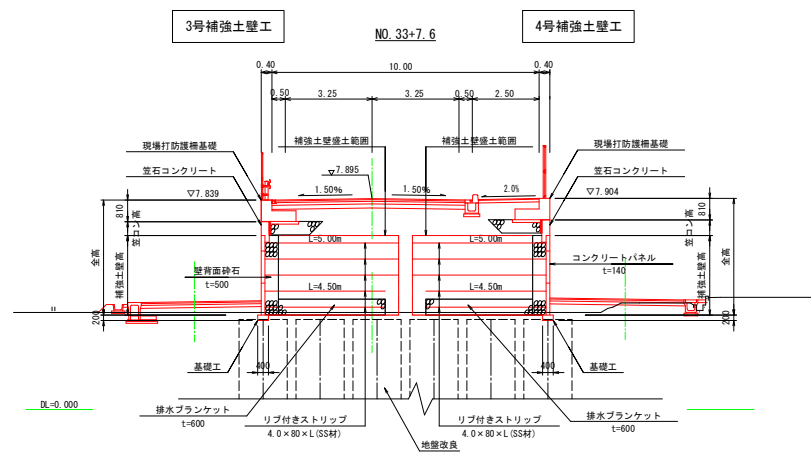 3号補強土壁工
NO.33+7.6
4号補強土壁工
0.40
10.00
0.40
0.50
3.25
3.25
0.50
2.50
現場打防護柵基礎
補強土壁盛土範囲
補強土壁盛土範囲
現場打防護柵基礎
笠石コンクリート
▽7.895
笠石コンクリート
▽7.839
1.50%
1.50%
2.0%
▽7.904
810
笠コン高
全高
補強土壁高
810
笠コン高
全高
補強土壁高
L=5.00m
L=5.00m
壁背面砕石
t=500
コンクリートパネル
t=140
L=4.50m
L=4.50m
200
200
基礎工
400
400
基礎工
DL=0.000
排水ブランケット
t=600
リブ付きストリップ
4.0×80×L(SS材)
リブ付きストリップ
4.0×80×L(SS材)
排水ブランケット
t=600
地盤改良